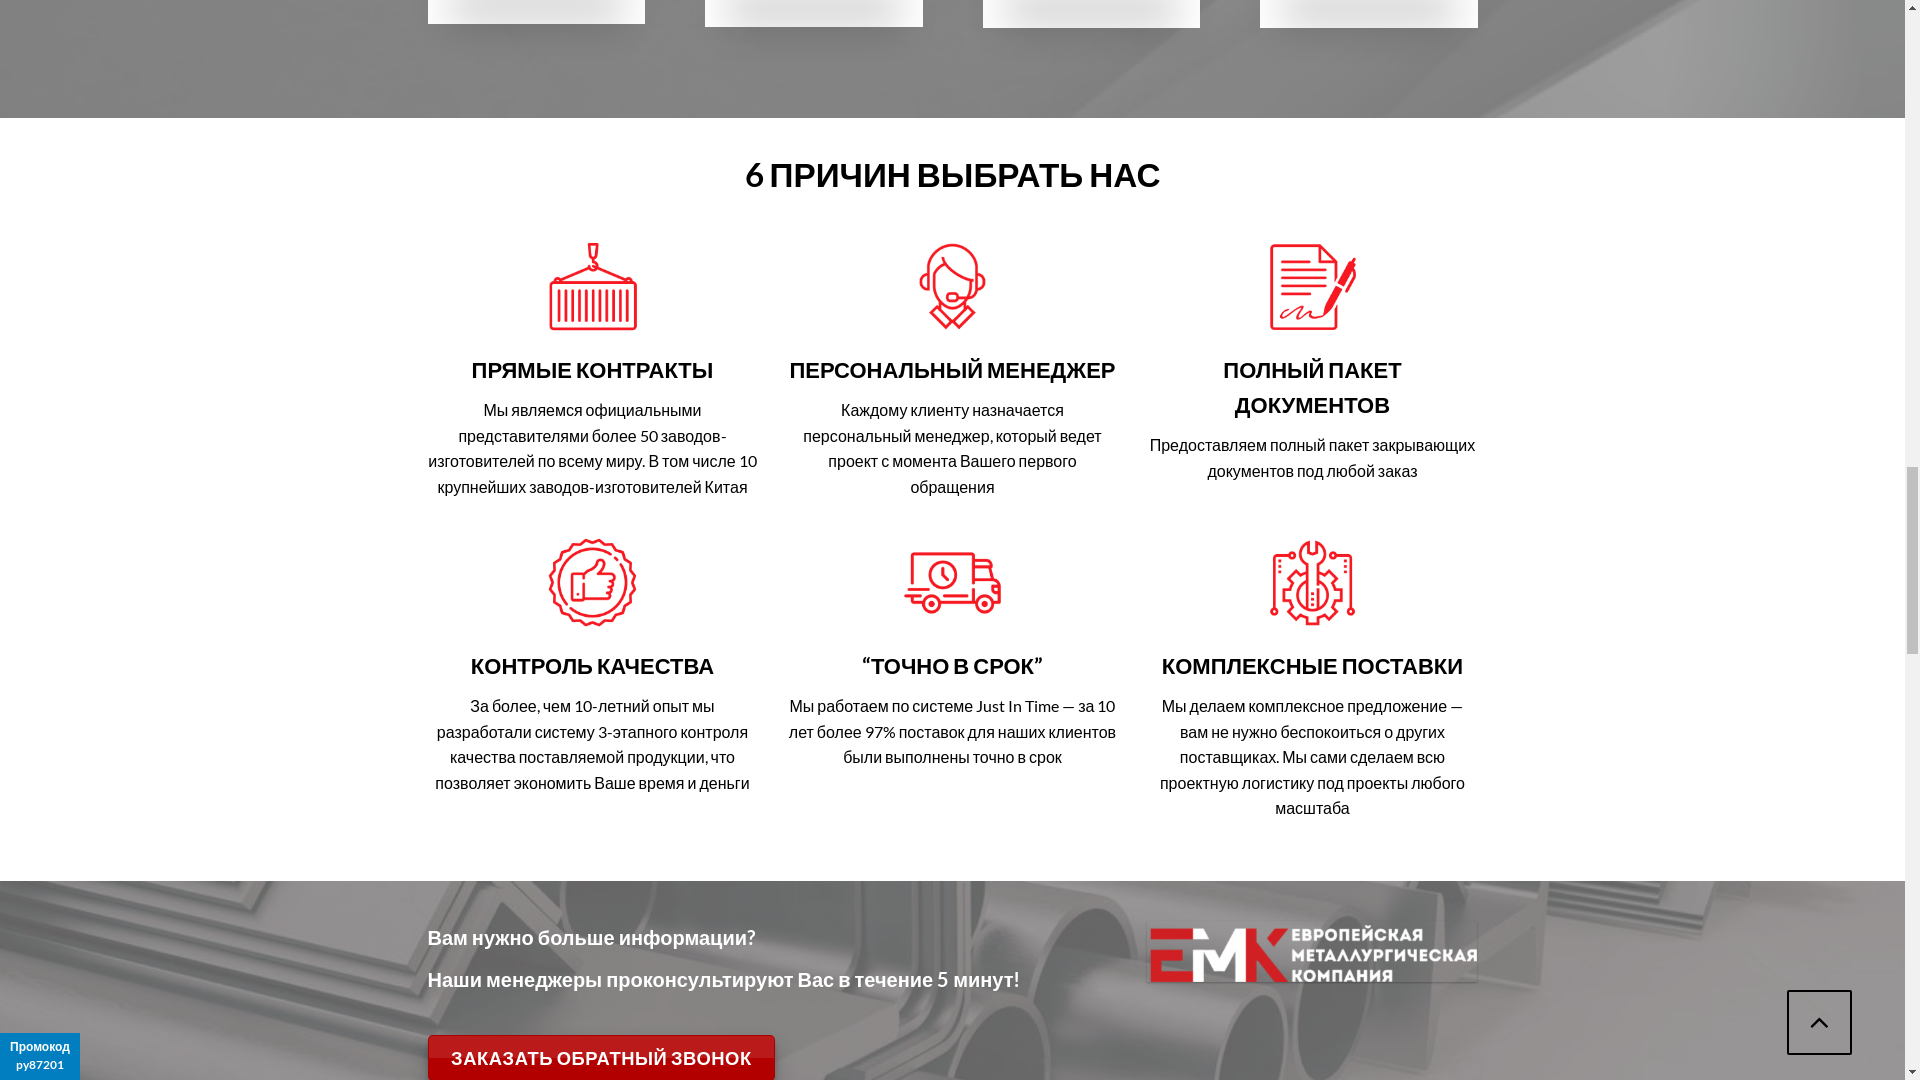 6 ПРИЧИН ВЫБРАТЬ НАС
ПРЯМЫЕ КОНТРАКТЫ
Мы являемся официальными
представителями более 50 заводов-
изготовителей по всему миру. В том числе 10
крупнейших заводов-изготовителей Китая
ПЕРСОНАЛЬНЫЙ МЕНЕДЖЕР
Каждому клиенту назначается
персональный менеджер, который ведет
проект с момента Вашего первого
обращения
ПОЛНЫЙ ПАКЕТ
ДОКУМЕНТОВ
Предоставляем полный пакет закрывающих
документов под любой заказ
КОНТРОЛЬ КАЧЕСТВА
За более, чем 10-летний опыт мы
разработали систему 3-этапного контроля
качества поставляемой продукции, что
позволяет экономить Ваше время и деньги
“ТОЧНО В СРОК”
Мы работаем по системе Just In Time — за 10
лет более 97% поставок для наших клиентов
были выполнены точно в срок
КОМПЛЕКСНЫЕ ПОСТАВКИ
Мы делаем комплексное предложение —
вам не нужно беспокоиться о других
поставщиках. Мы сами сделаем всю
проектную логистику под проекты любого
масштаба
Вам нужно больше информации?
Наши менеджеры проконсультируют Вас в течение 5 минут!
ЗАКАЗАТЬ ОБРАТНЫЙ ЗВОНОК
ЕМК
ЕВРОПЕЙСКАЯ
МЕТАЛЛУРГИЧЕСКАЯ
КОМПАНИЯ
Промокод
py87201